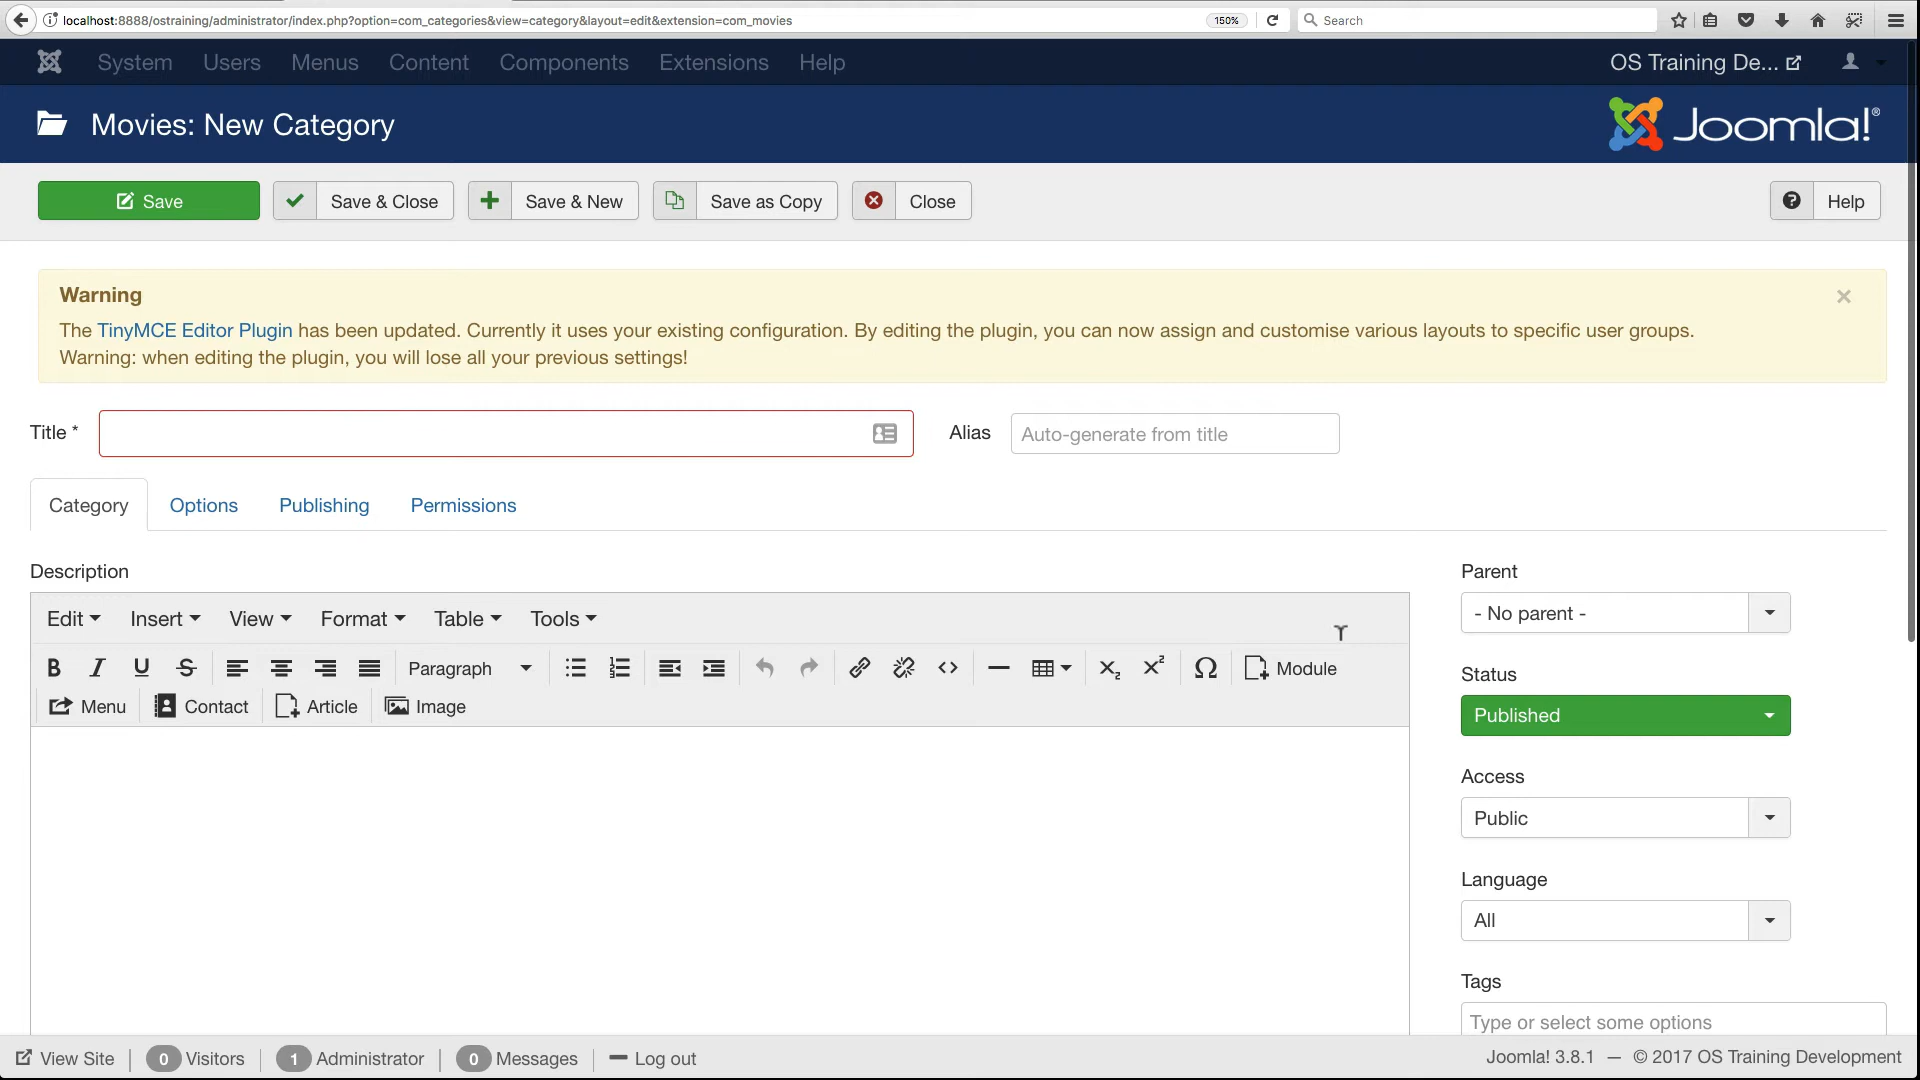 localhost:8888/ostraining/administrator/index.php?option=com_categories&view=category&layout=edit&extension=com_movies 150% Search
System Users Menus Content Components Extensions Help OS Training De...
Movies: New Category Joomla!®
Save Save & Close Save & New Save as Copy Close Help
Warning ×
The TinyMCE Editor Plugin has been updated. Currently it uses your existing configuration. By editing the plugin, you can now assign and customise various layouts to specific user groups.
Warning: when editing the plugin, you will lose all your previous settings!
Title * Alias Auto-generate from title
Category Options Publishing Permissions
Description Parent
Edit Insert View Format Table Tools - No parent -
Paragraph Module
Status
Menu Contact Article Image Published
Access
Public
Language
All
Tags
Type or select some options
View Site 0 Visitors 1 Administrator 0 Messages Log out Joomla! 3.8.1 — © 2017 OS Training Development